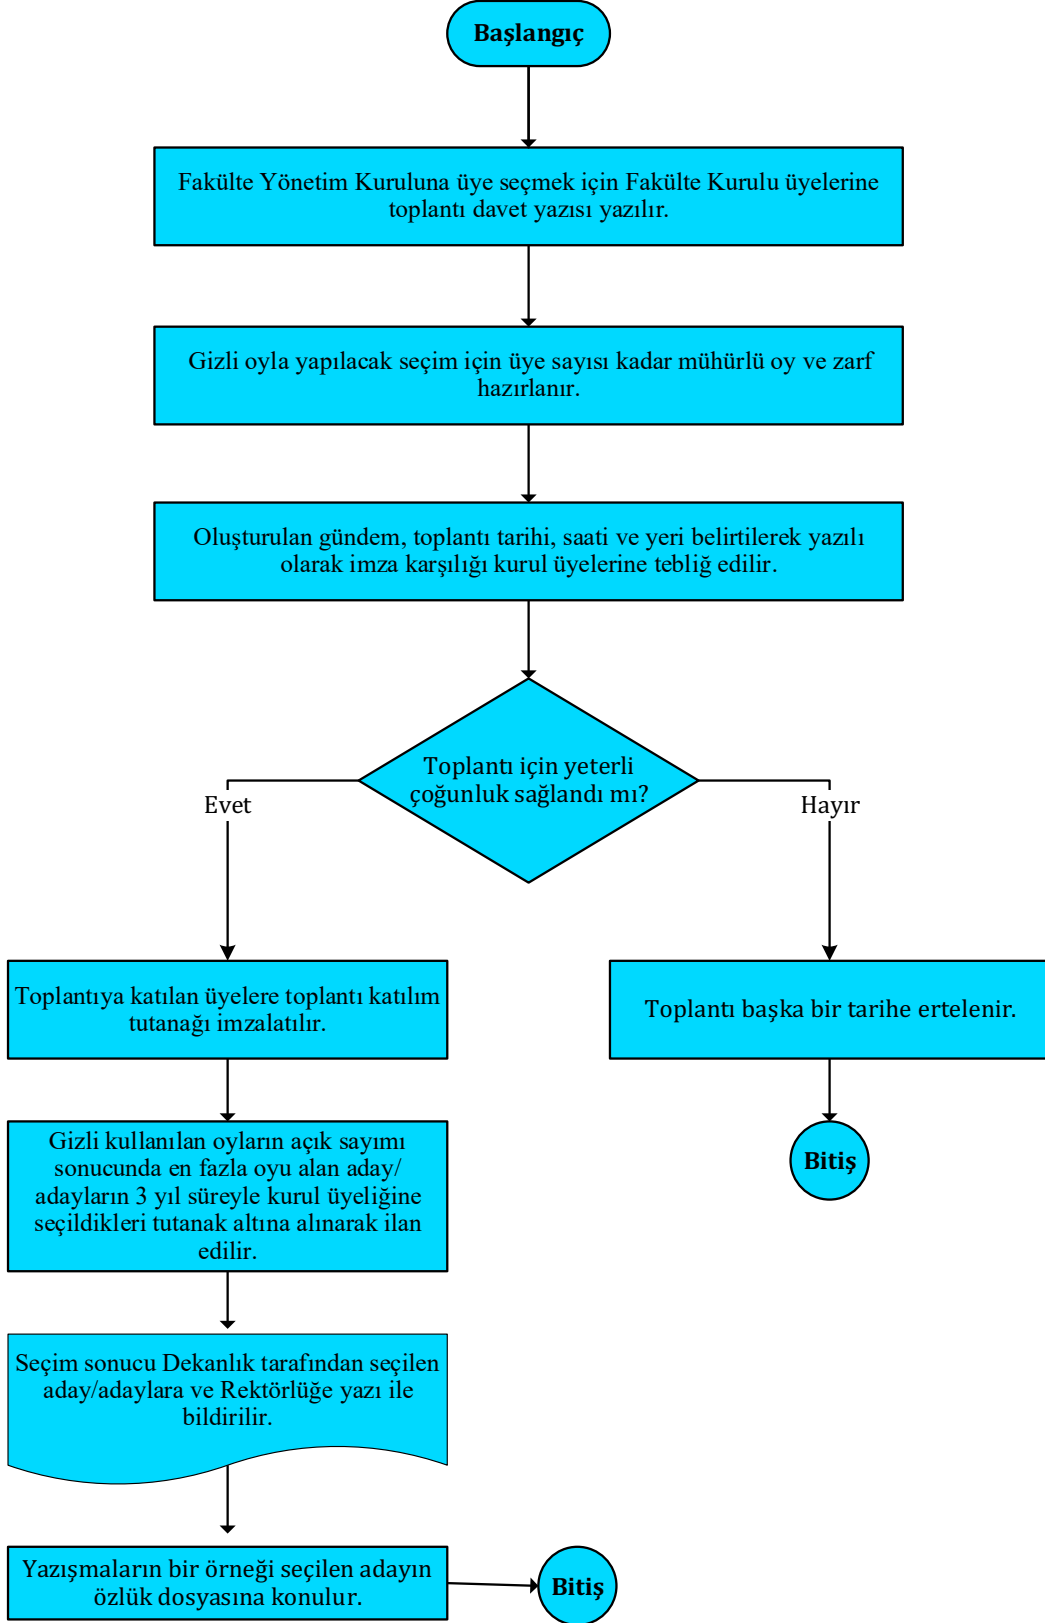 Başlangıç
Fakülte Yönetim Kuruluna üye seçmek için Fakülte Kurulu üyelerine
toplantı davet yazısı yazılır.
Gizli oyla yapılacak seçim için üye sayısı kadar mühürlü oy ve zarf
hazırlanır.
Oluşturulan gündem, toplantı tarihi, saati ve yeri belirtilerek yazılı
olarak imza karşılığı kurul üyelerine tebliğ edilir.
Toplantı için yeterli
çoğunluk sağlandı mı?
Evet
Hayır
Toplantıya katılan üyelere toplantı katılım
tutanağı imzalatılır.
Toplantı başka bir tarihe ertelenir.
Gizli kullanılan oyların açık sayımı
sonucunda en fazla oyu alan aday/
adayların 3 yıl süreyle kurul üyeliğine
seçildikleri tutanak altına alınarak ilan
edilir.
Bitiş
Seçim sonucu Dekanlık tarafından seçilen
aday/adaylara ve Rektörlüğe yazı ile
bildirilir.
Yazışmaların bir örneği seçilen adayın
özlük dosyasına konulur.
Bitiş